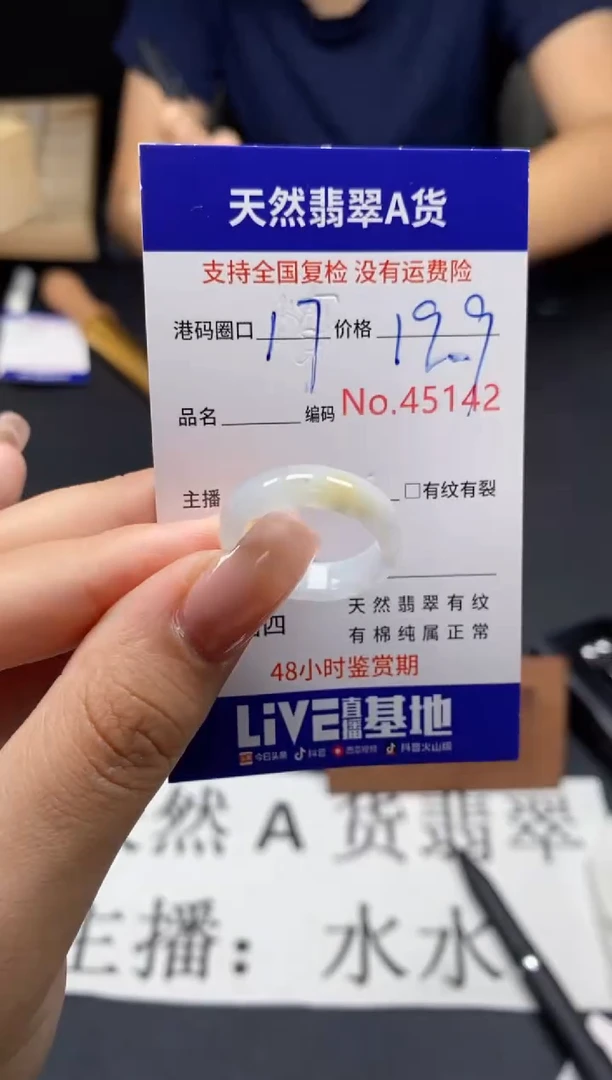 天然翡翠A货
支持全国复检 没有运费险
港码圈口 17 价格 199
品名 编码 No.45142
主播 □有纹有裂
天然翡翠有纹
四 有棉纯属正常
48小时鉴赏期
LiVE直播基地
今日头条 抖音 西瓜视频 抖音火山版
然A货翡翠
主播：水水